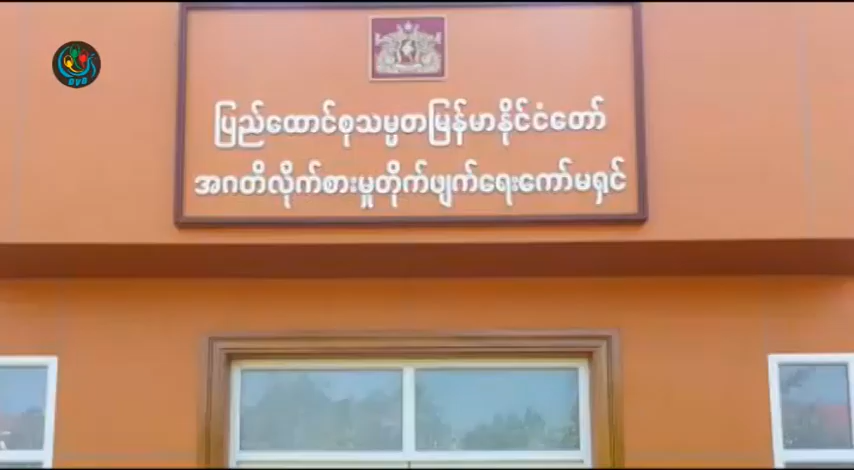 DVB
ပြည်ထောင်စုသမ္မတမြန်မာနိုင်ငံတော်
အဂတိလိုက်စားမှုတိုက်ဖျက်ရေးကော်မရှင်